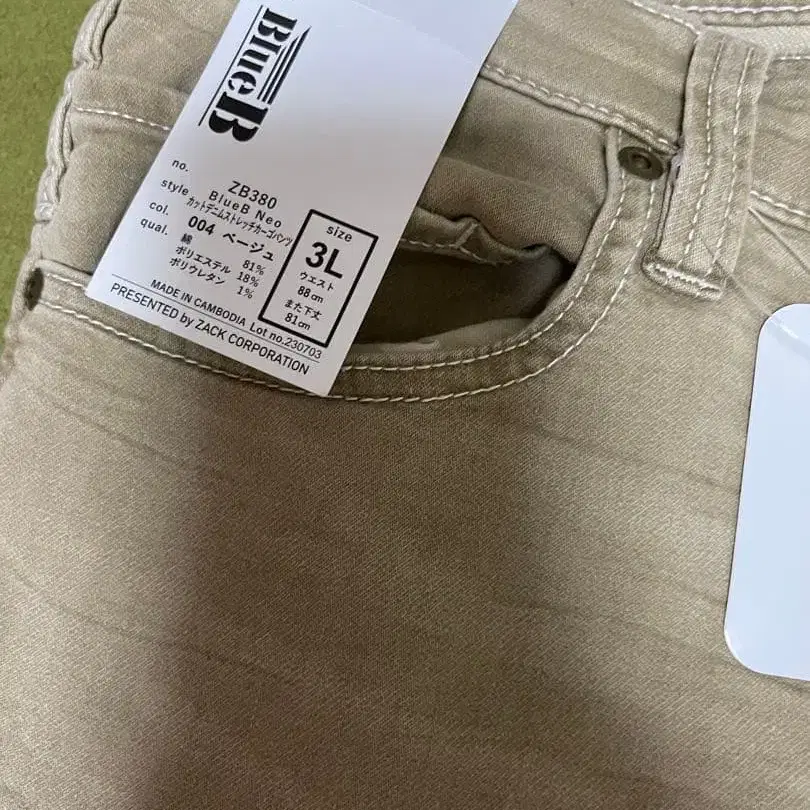 BlueB
no. ZB380
style BlueB Neo
カットデニムストレッチカーゴパンツ
col. 004 ベージュ
qual. 綿 81%
ポリエステル 18%
ポリウレタン 1%
size
3L
ウエスト
88cm
また下丈
81cm
MADE IN CAMBODIA Lot no.230703
PRESENTED by ZACK CORPORATION